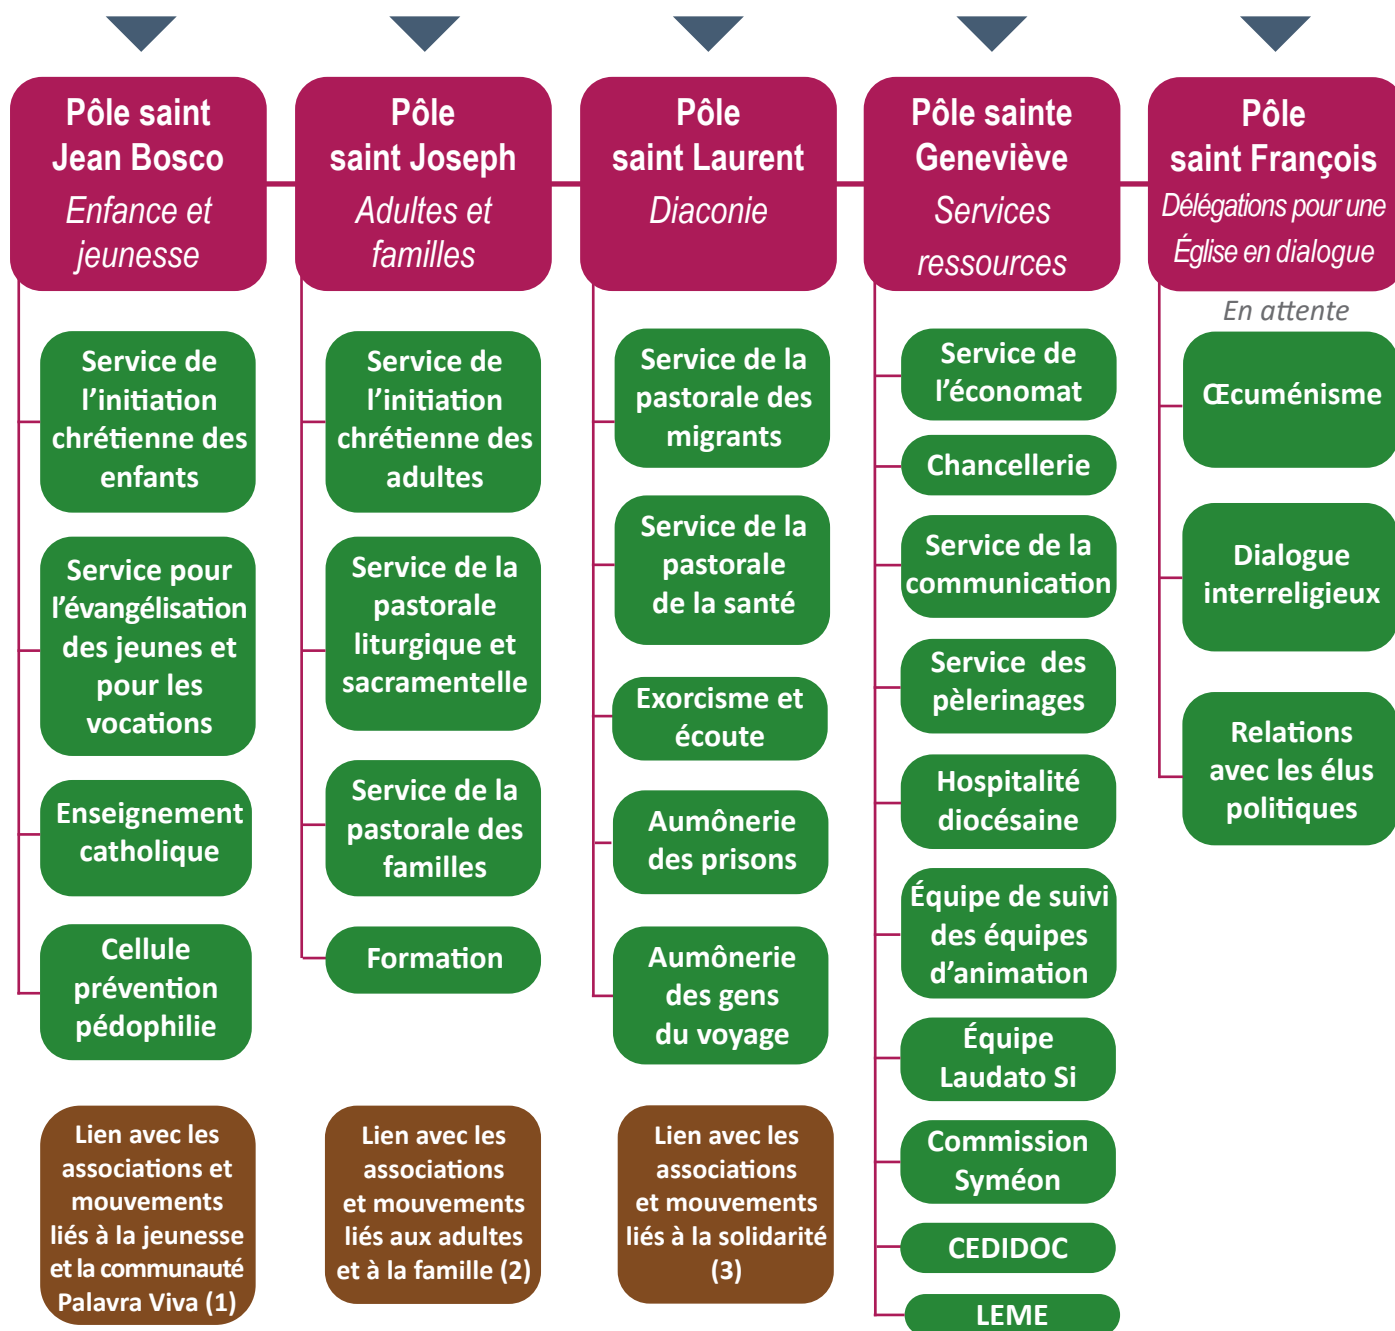 Pôle saint
Jean Bosco
Enfance et
jeunesse
Service de
l’initiation
chrétienne des
enfants
Service pour
l’évangélisation
des jeunes et
pour les
vocations
Enseignement
catholique
Cellule
prévention
pédophilie
Lien avec les
associations et
mouvements
liés à la jeunesse
et la communauté
Palavra Viva (1)
Pôle
saint Joseph
Adultes et
familles
Service de
l’initiation
chrétienne des
adultes
Service de la
pastorale
liturgique et
sacramentelle
Service de la
pastorale des
familles
Formation
Lien avec les
associations
et mouvements
liés aux adultes
et à la famille (2)
Pôle
saint Laurent
Diaconie
Service de la
pastorale des
migrants
Service de la
pastorale
de la santé
Exorcisme et
écoute
Aumônerie
des prisons
Aumônerie
des gens
du voyage
Lien avec les
associations
et mouvements
liés à la solidarité
(3)
Pôle sainte
Geneviève
Services
ressources
Service de
l’économat
Chancellerie
Service de la
communication
Service des
pèlerinages
Hospitalité
diocésaine
Équipe de suivi
des équipes
d’animation
Équipe
Laudato Si
Commission
Syméon
CEDIDOC
LEME
Pôle
saint François
Délégations pour une
Église en dialogue
En attente
Œcuménisme
Dialogue
interreligieux
Relations
avec les élus
politiques